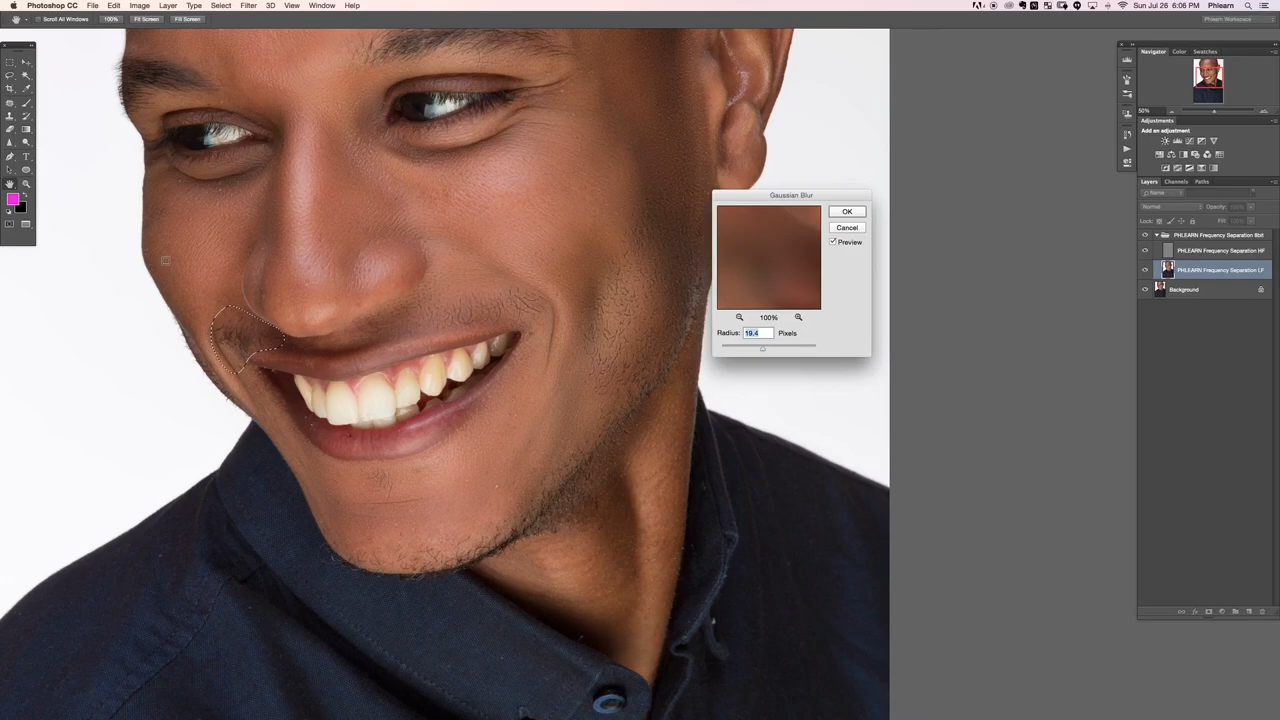 Photoshop CC File Edit Image Layer Type Select Filter 3D View Window Help Sun Jul 26 6:06 PM Phlearn
Scroll All Windows 100% Fit Screen Fill Screen Phlearn Workspace
Navigator Color Swatches
50%
Adjustments
Add an adjustment
Layers Channels Paths
Name
Normal Opacity: 100%
Lock: Fill: 100%
PHLEARN Frequency Separation 8bit
PHLEARN Frequency Separation HF
PHLEARN Frequency Separation LF
Background
Gaussian Blur
OK
Cancel
Preview
100%
Radius: 19.4 Pixels